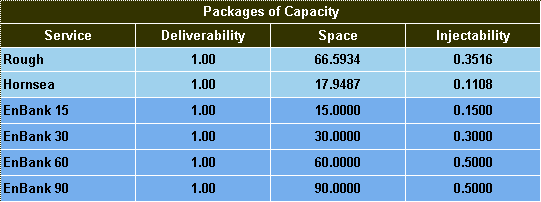 Packages of Capacity
Service Deliverability Space Injectability
Rough 1.00 66.5934 0.3516
Hornsea 1.00 17.9487 0.1108
EnBank 15 1.00 15.0000 0.1500
EnBank 30 1.00 30.0000 0.3000
EnBank 60 1.00 60.0000 0.5000
EnBank 90 1.00 90.0000 0.5000